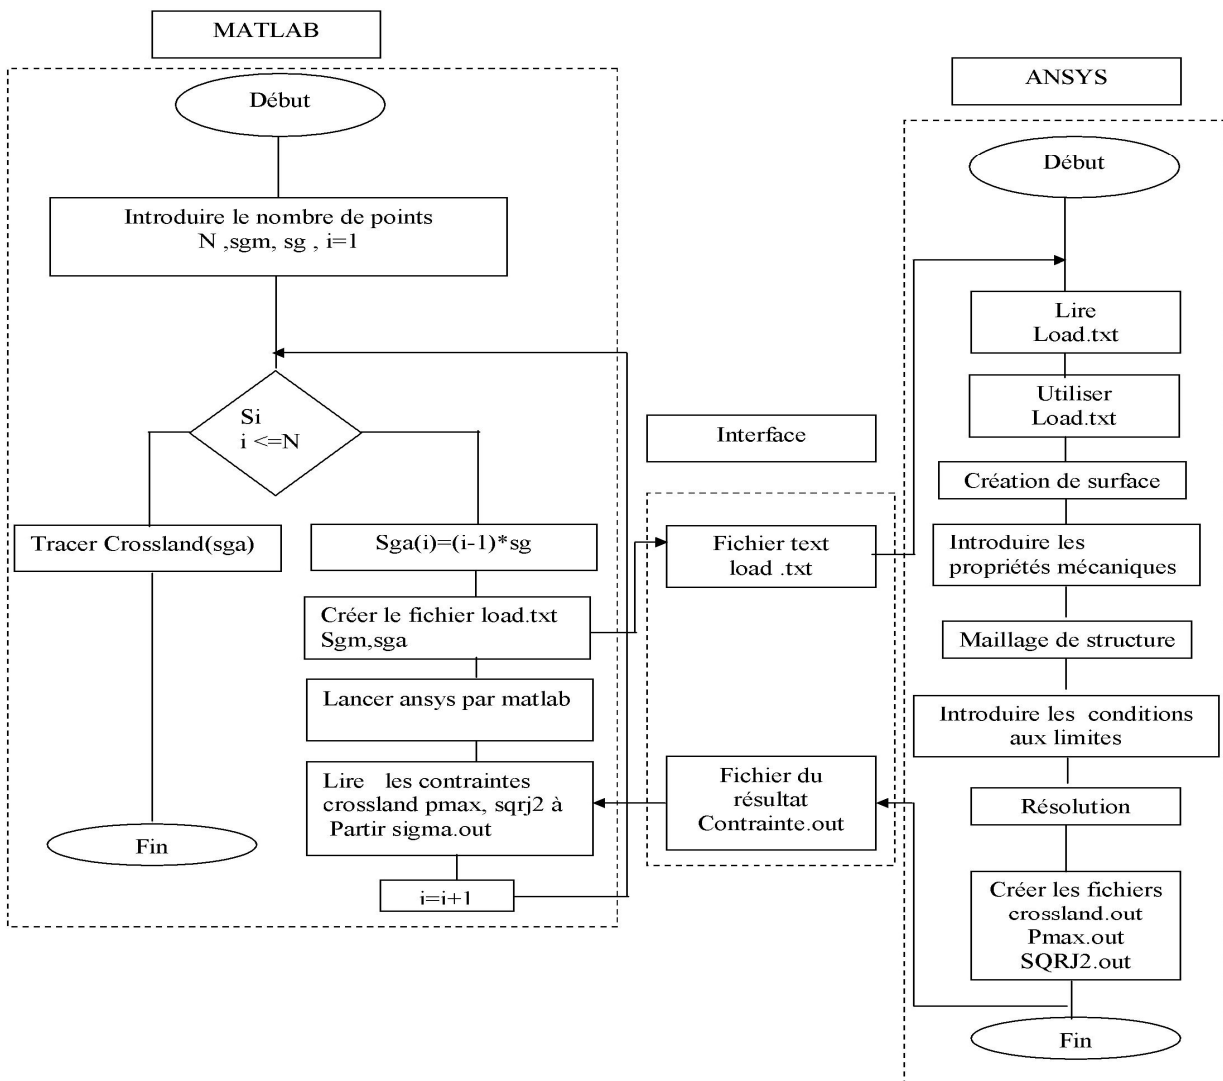 MATLAB
Début
Introduire le nombre de points
N ,sgm, sg , i=1
Si
i <=N
Tracer Crossland(sga)
Fin
Sga(i)=(i-1)*sg
Créer le fichier load.txt
Sgm,sga
Lancer ansys par matlab
Lire les contraintes
crossland pmax, sqrj2 à
Partir sigma.out
i=i+1
Interface
Fichier text
load .txt
Fichier du
résultat
Contrainte.out
ANSYS
Début
Lire
Load.txt
Utiliser
Load.txt
Création de surface
Introduire les
propriétés mécaniques
Maillage de structure
Introduire les conditions
aux limites
Résolution
Créer les fichiers
crossland.out
Pmax.out
SQRJ2.out
Fin